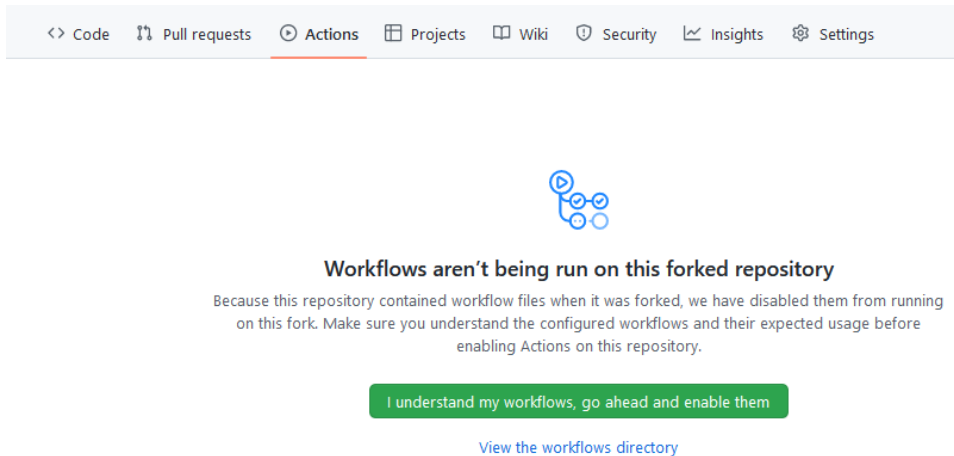 <> Code Pull requests Actions Projects Wiki Security Insights Settings
Workflows aren't being run on this forked repository
Because this repository contained workflow files when it was forked, we have disabled them from running
on this fork. Make sure you understand the configured workflows and their expected usage before
enabling Actions on this repository.
I understand my workflows, go ahead and enable them
View the workflows directory